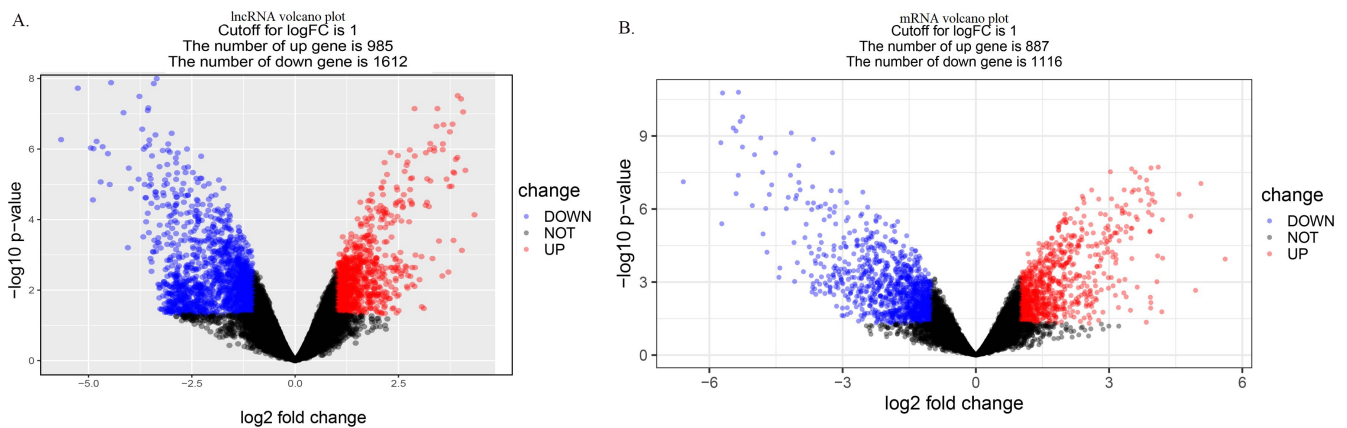 A.
lncRNA volcano plot
Cutoff for logFC is 1
The number of up gene is 985
The number of down gene is 1612
8
6
4
2
0
−log10 p−value
−5.0
−2.5
0.0
2.5
log2 fold change
change
DOWN
NOT
UP
B.
mRNA volcano plot
Cutoff for logFC is 1
The number of up gene is 887
The number of down gene is 1116
9
6
3
0
−log10 p−value
−6
−3
0
3
6
log2 fold change
change
DOWN
NOT
UP